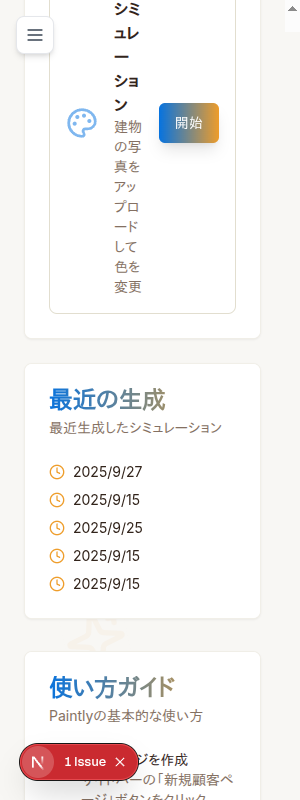 シミ
ュレ
ー
ショ
ン
建物
の写
真を
アッ
プロ
ード
して
色を
変更
開始
最近の生成
最近生成したシミュレーション
2025/9/27
2025/9/15
2025/9/25
2025/9/15
2025/9/15
使い方ガイド
Paintlyの基本的な使い方
ジを作成
サイドバーの「新規顧客ペ
ージ」ボタンをクリック
N 1 Issue